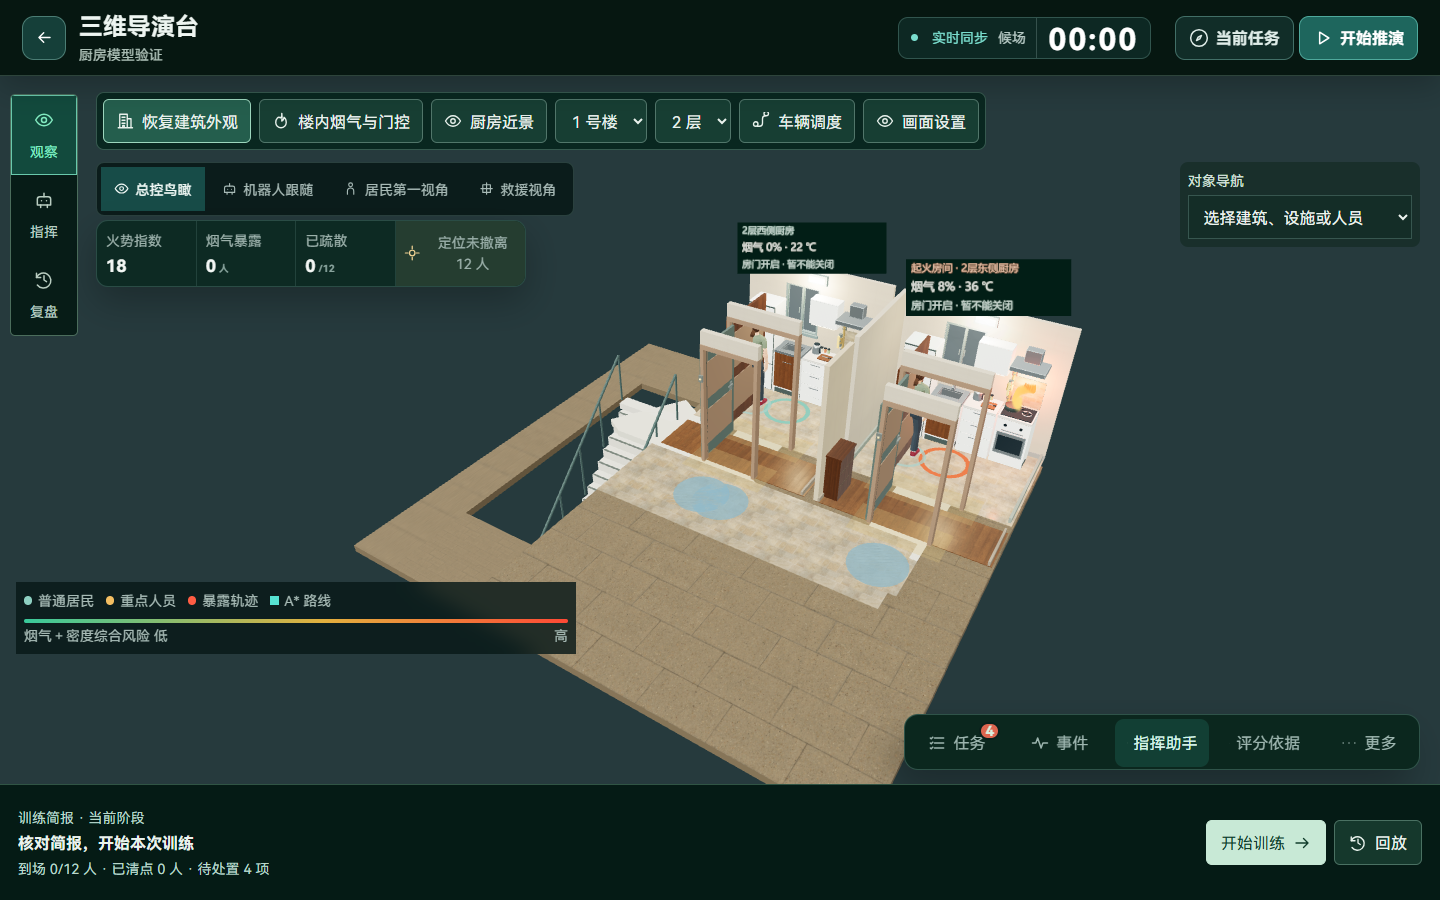 三维导演台
厨房模型验证
实时同步 候场 00:00
当前任务
开始推演
观察
指挥
复盘
恢复建筑外观
楼内烟气与门控
厨房近景
1 号楼
2 层
车辆调度
画面设置
总控鸟瞰
机器人跟随
居民第一视角
救援视角
火势指数
18
烟气暴露
0 人
已疏散
0 /12
定位未撤离
12 人
对象导航
选择建筑、设施或人员
2层西侧厨房
烟气 0% · 22 ℃
房门开启 · 暂不能关闭
起火房间 · 2层东侧厨房
烟气 8% · 36 ℃
房门开启 · 暂不能关闭
普通居民 重点人员 暴露轨迹 A* 路线
烟气 + 密度综合风险 低 高
任务 4
事件
指挥助手
评分依据
··· 更多
训练简报 · 当前阶段
核对简报，开始本次训练
到场 0/12 人 · 已清点 0 人 · 待处置 4 项
开始训练 →
回放